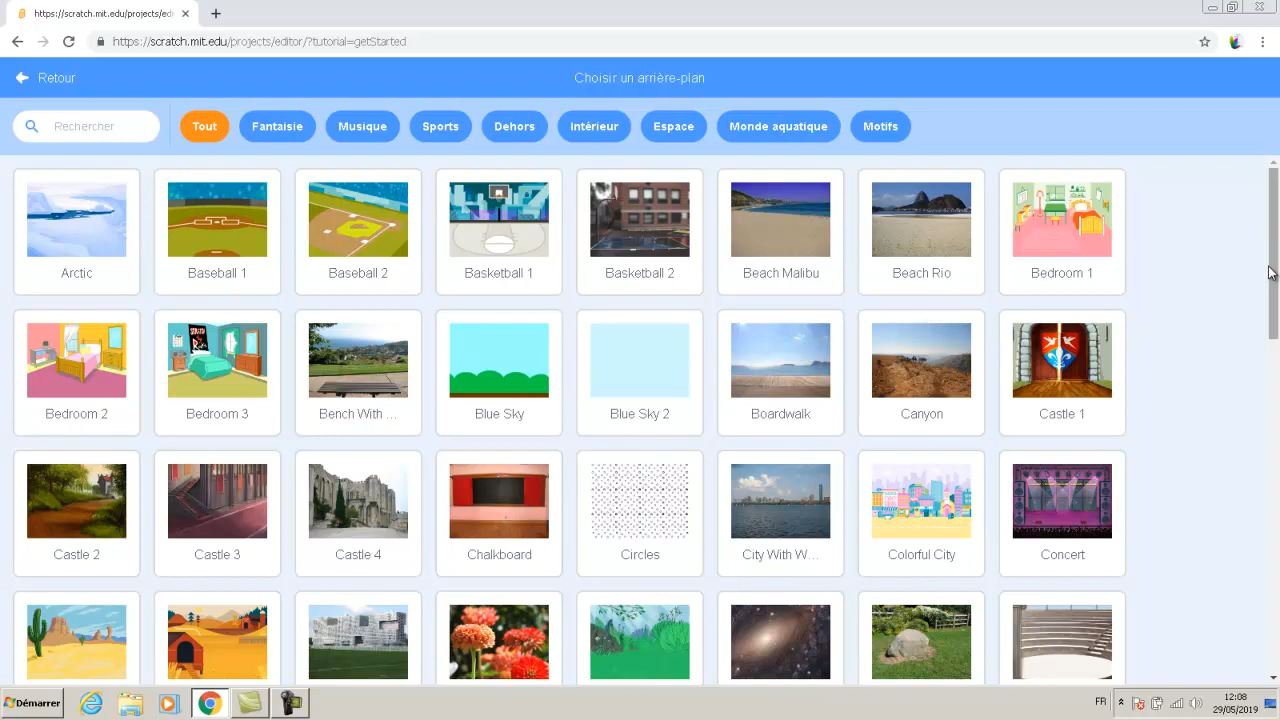 https://scratch.mit.edu/projects/edi
https://scratch.mit.edu/projects/editor/?tutorial=getStarted
Retour
Choisir un arrière-plan
Rechercher
Tout
Fantaisie
Musique
Sports
Dehors
Intérieur
Espace
Monde aquatique
Motifs
Arctic
Baseball 1
Baseball 2
Basketball 1
Basketball 2
Beach Malibu
Beach Rio
Bedroom 1
Bedroom 2
Bedroom 3
Bench With ...
Blue Sky
Blue Sky 2
Boardwalk
Canyon
Castle 1
Castle 2
Castle 3
Castle 4
Chalkboard
Circles
City With W...
Colorful City
Concert
Démarrer
FR
12:08
29/05/2019